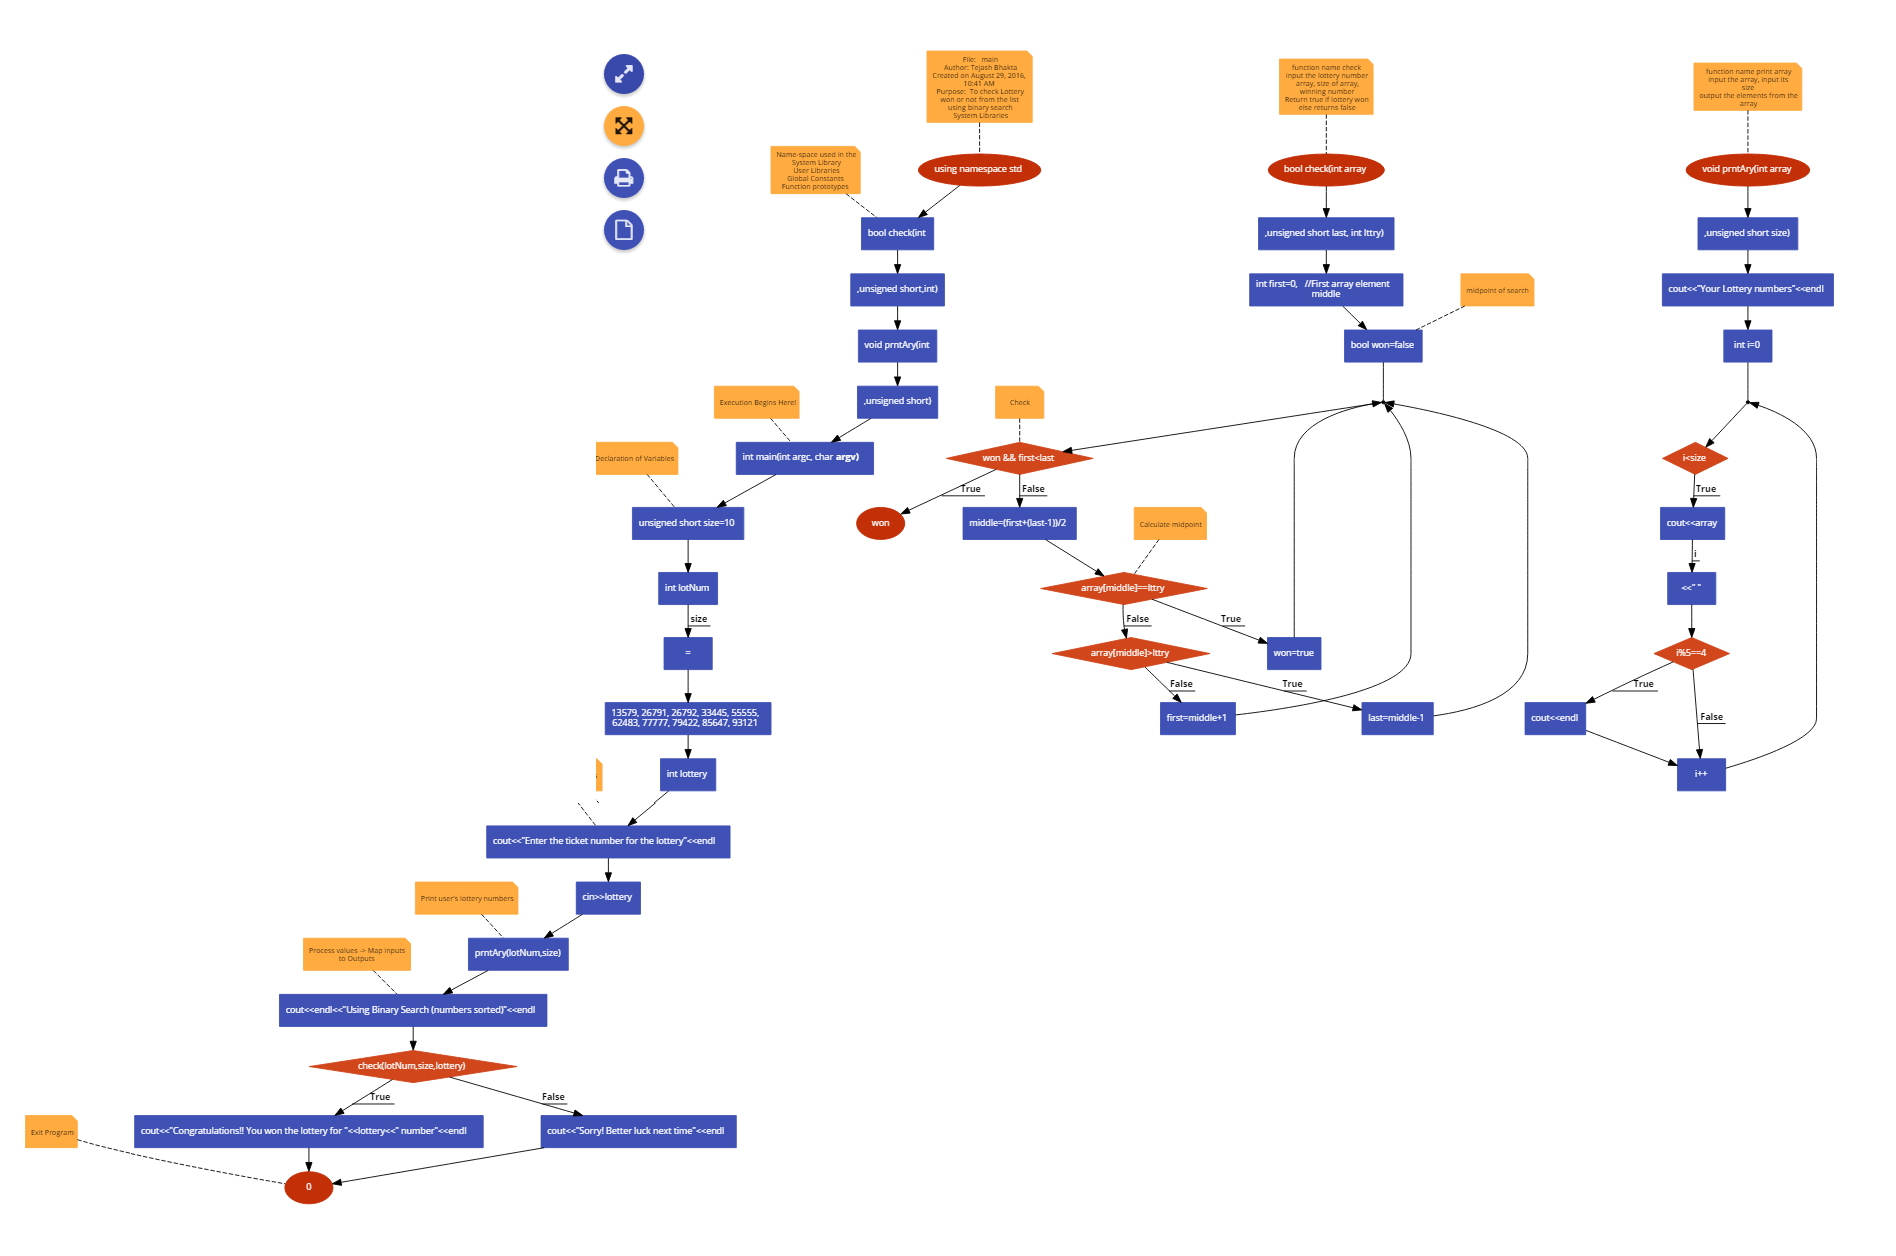 File:   main
Author: Tejash Bhakta
Created on August 29, 2016,
10:41 AM
Purpose:  To check Lottery
won or not from the list
using binary search
System Libraries
using namespace std
Name-space used in the
System Library
User Libraries
Global Constants
Function prototypes
bool check(int
,unsigned short,int)
void prntAry(int
,unsigned short)
Execution Begins Here!
int main(int argc, char argv)
Declaration of Variables
unsigned short size=10
int lotNum
size
=
13579, 26791, 26792, 33445, 55555,
62483, 77777, 79422, 85647, 93121
int lottery
cout<<"Enter the ticket number for the lottery"<<endl
cin>>lottery
Print user's lottery numbers
prntAry(lotNum,size)
Process values -> Map inputs
to Outputs
cout<<endl<<"Using Binary Search (numbers sorted)"<<endl
check(lotNum,size,lottery)
True
False
cout<<"Congratulations!! You won the lottery for "<<lottery<<" number"<<endl
cout<<"Sorry! Better luck next time"<<endl
Exit Program
0
function name check
input the lottery number
array, size of array,
winning number
Return true if lottery won
else returns false
bool check(int array
,unsigned short last, int lttry)
int first=0,   //First array element
middle
midpoint of search
bool won=false
Check
won && first<last
True
False
won
middle=(first+(last-1))/2
Calculate midpoint
array[middle]==lttry
False
True
array[middle]>lttry
won=true
False
True
first=middle+1
last=middle-1
function name print array
input the array, input its
size
output the elements from the
array
void prntAry(int array
,unsigned short size)
cout<<"Your Lottery numbers"<<endl
int i=0
i<size
True
cout<<array
i
<<" "
i%5==4
True
False
cout<<endl
i++